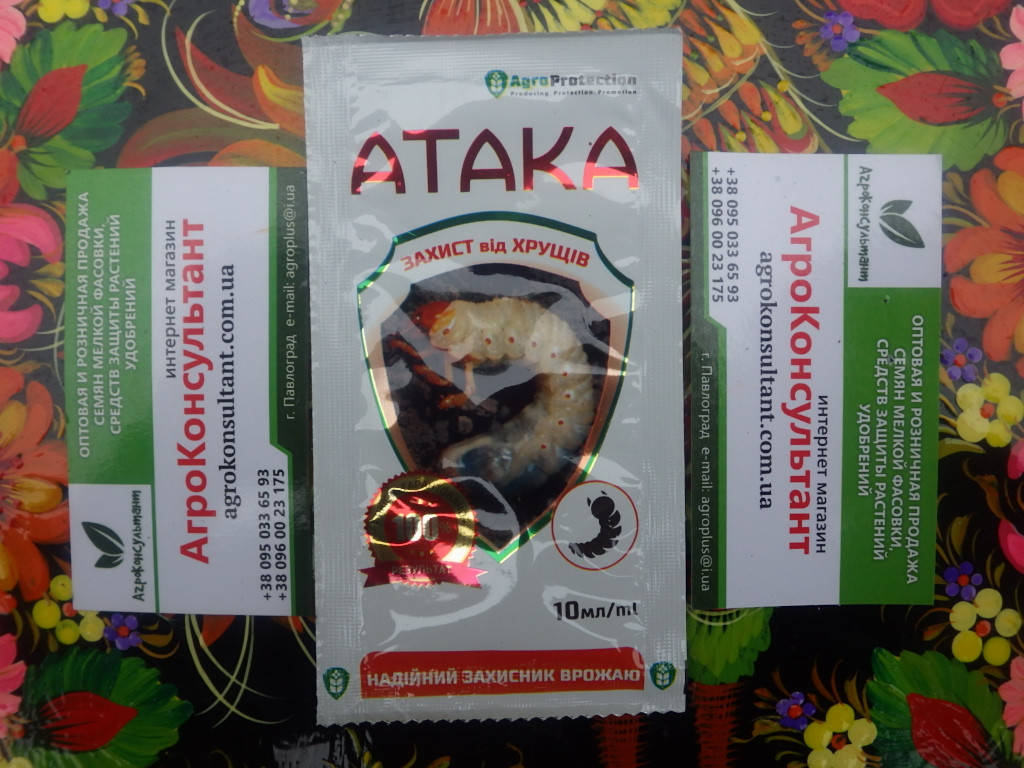 AgroProtection
Producing. Protection. Promotion
АТАКА
ЗАХИСТ від ХРУЩІВ
100
РЕЗУЛЬТАТ
10мл/ml
НАДІЙНИЙ ЗАХИСНИК ВРОЖАЮ
ОПТОВАЯ И РОЗНИЧНАЯ ПРОДАЖА
СЕМЯН МЕЛКОЙ ФАСОВКИ,
СРЕДСТВ ЗАЩИТЫ РАСТЕНИЙ
УДОБРЕНИЙ
АгроКонсультант
интернет магазин
АгроКонсультант
agrokonsultant.com.ua
+38 095 033 65 93
+38 096 00 23 175
г. Павлоград e-mail: agroplus@i.ua
АгроКонсультант
ОПТОВАЯ И РОЗНИЧНАЯ ПРОДАЖА
СЕМЯН МЕЛКОЙ ФАСОВКИ,
СРЕДСТВ ЗАЩИТЫ РАСТЕНИЙ
УДОБРЕНИЙ
интернет магазин
АгроКонсультант
agrokonsultant.com.ua
+38 095 033 65 93
+38 096 00 23 175
г. Павлоград e-mail: agroplus@i.ua